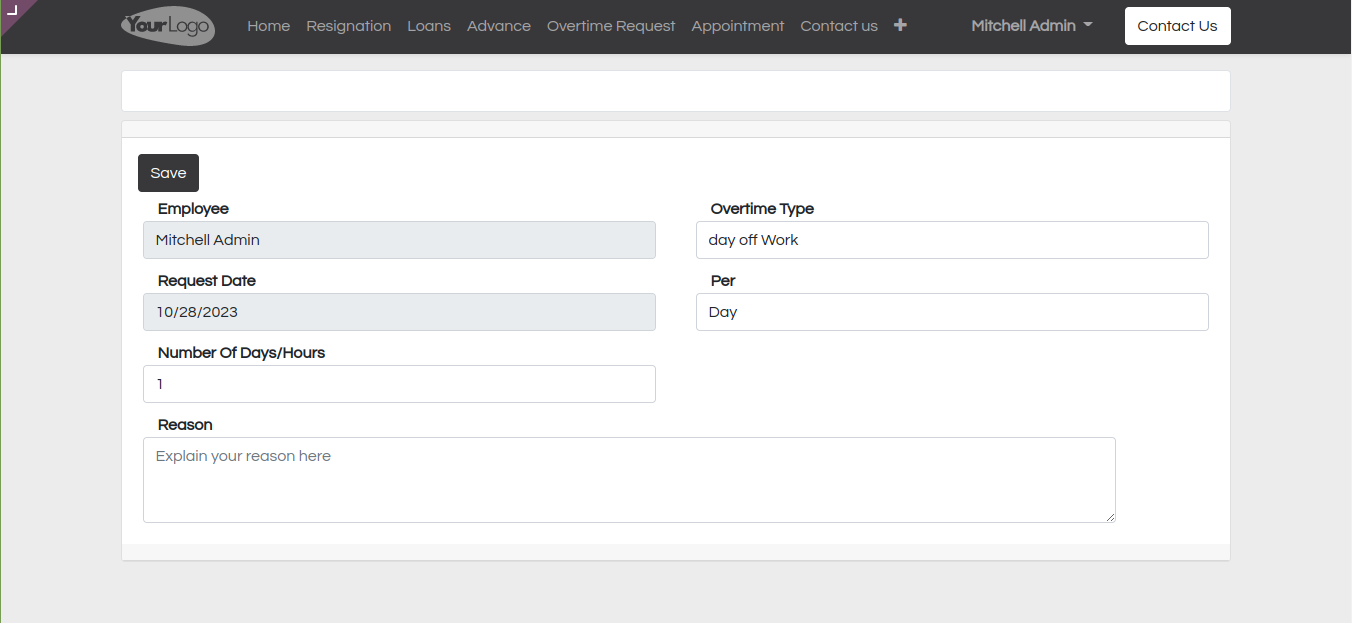 YourLogo Home Resignation Loans Advance Overtime Request Appointment Contact us Mitchell Admin Contact Us
Save
Employee Overtime Type
Mitchell Admin day off Work
Request Date Per
10/28/2023 Day
Number Of Days/Hours
1
Reason
Explain your reason here